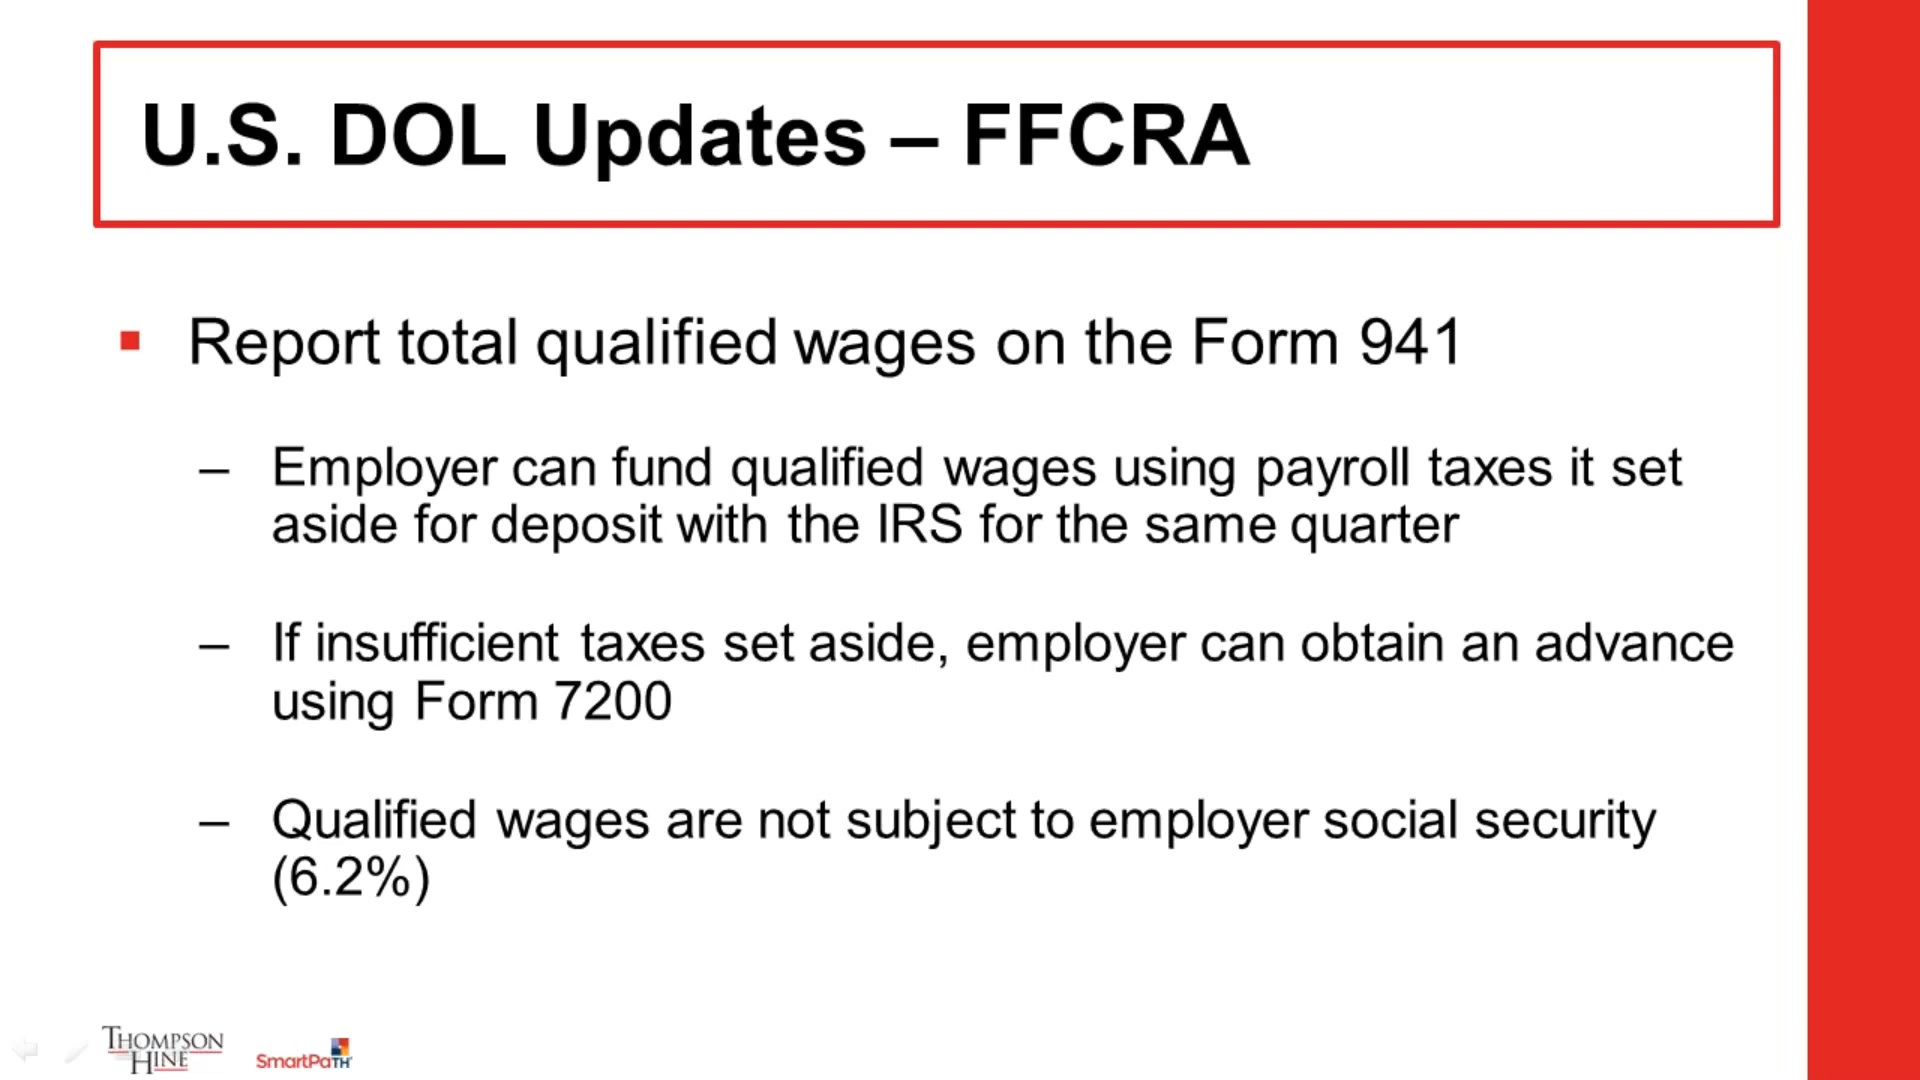 U.S. DOL Updates – FFCRA
▪ Report total qualified wages on the Form 941
– Employer can fund qualified wages using payroll taxes it set
aside for deposit with the IRS for the same quarter
– If insufficient taxes set aside, employer can obtain an advance
using Form 7200
– Qualified wages are not subject to employer social security
(6.2%)
THOMPSON
HINE
SmartPaTH